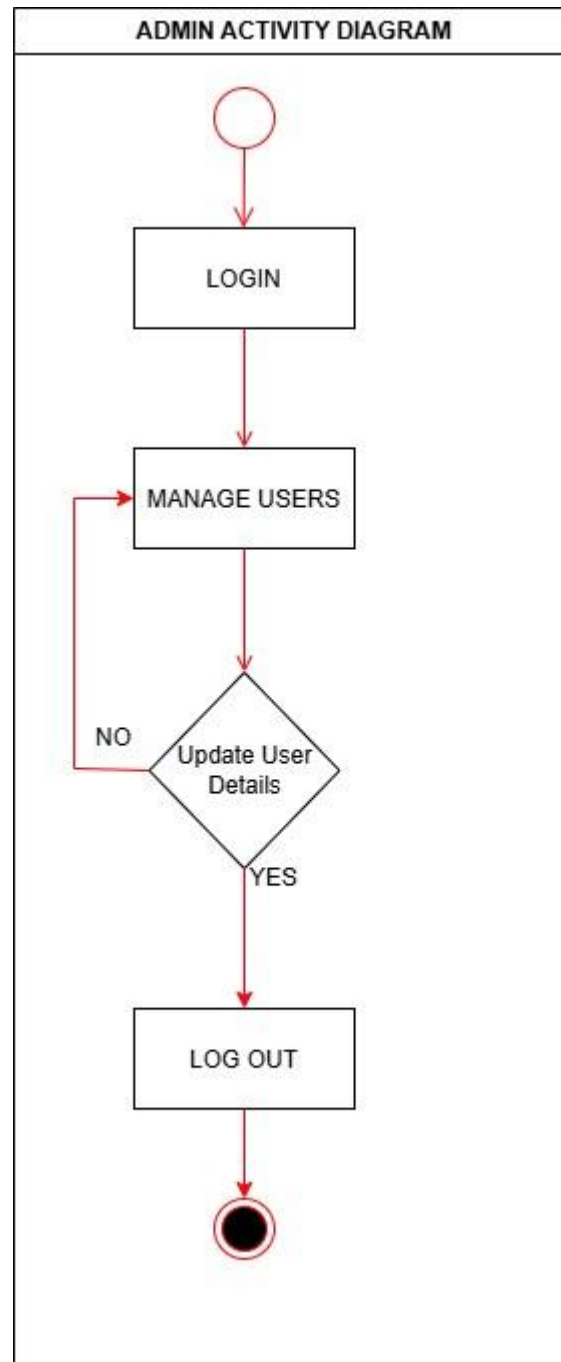 ADMIN ACTIVITY DIAGRAM
LOGIN
MANAGE USERS
NO
Update User
Details
YES
LOG OUT